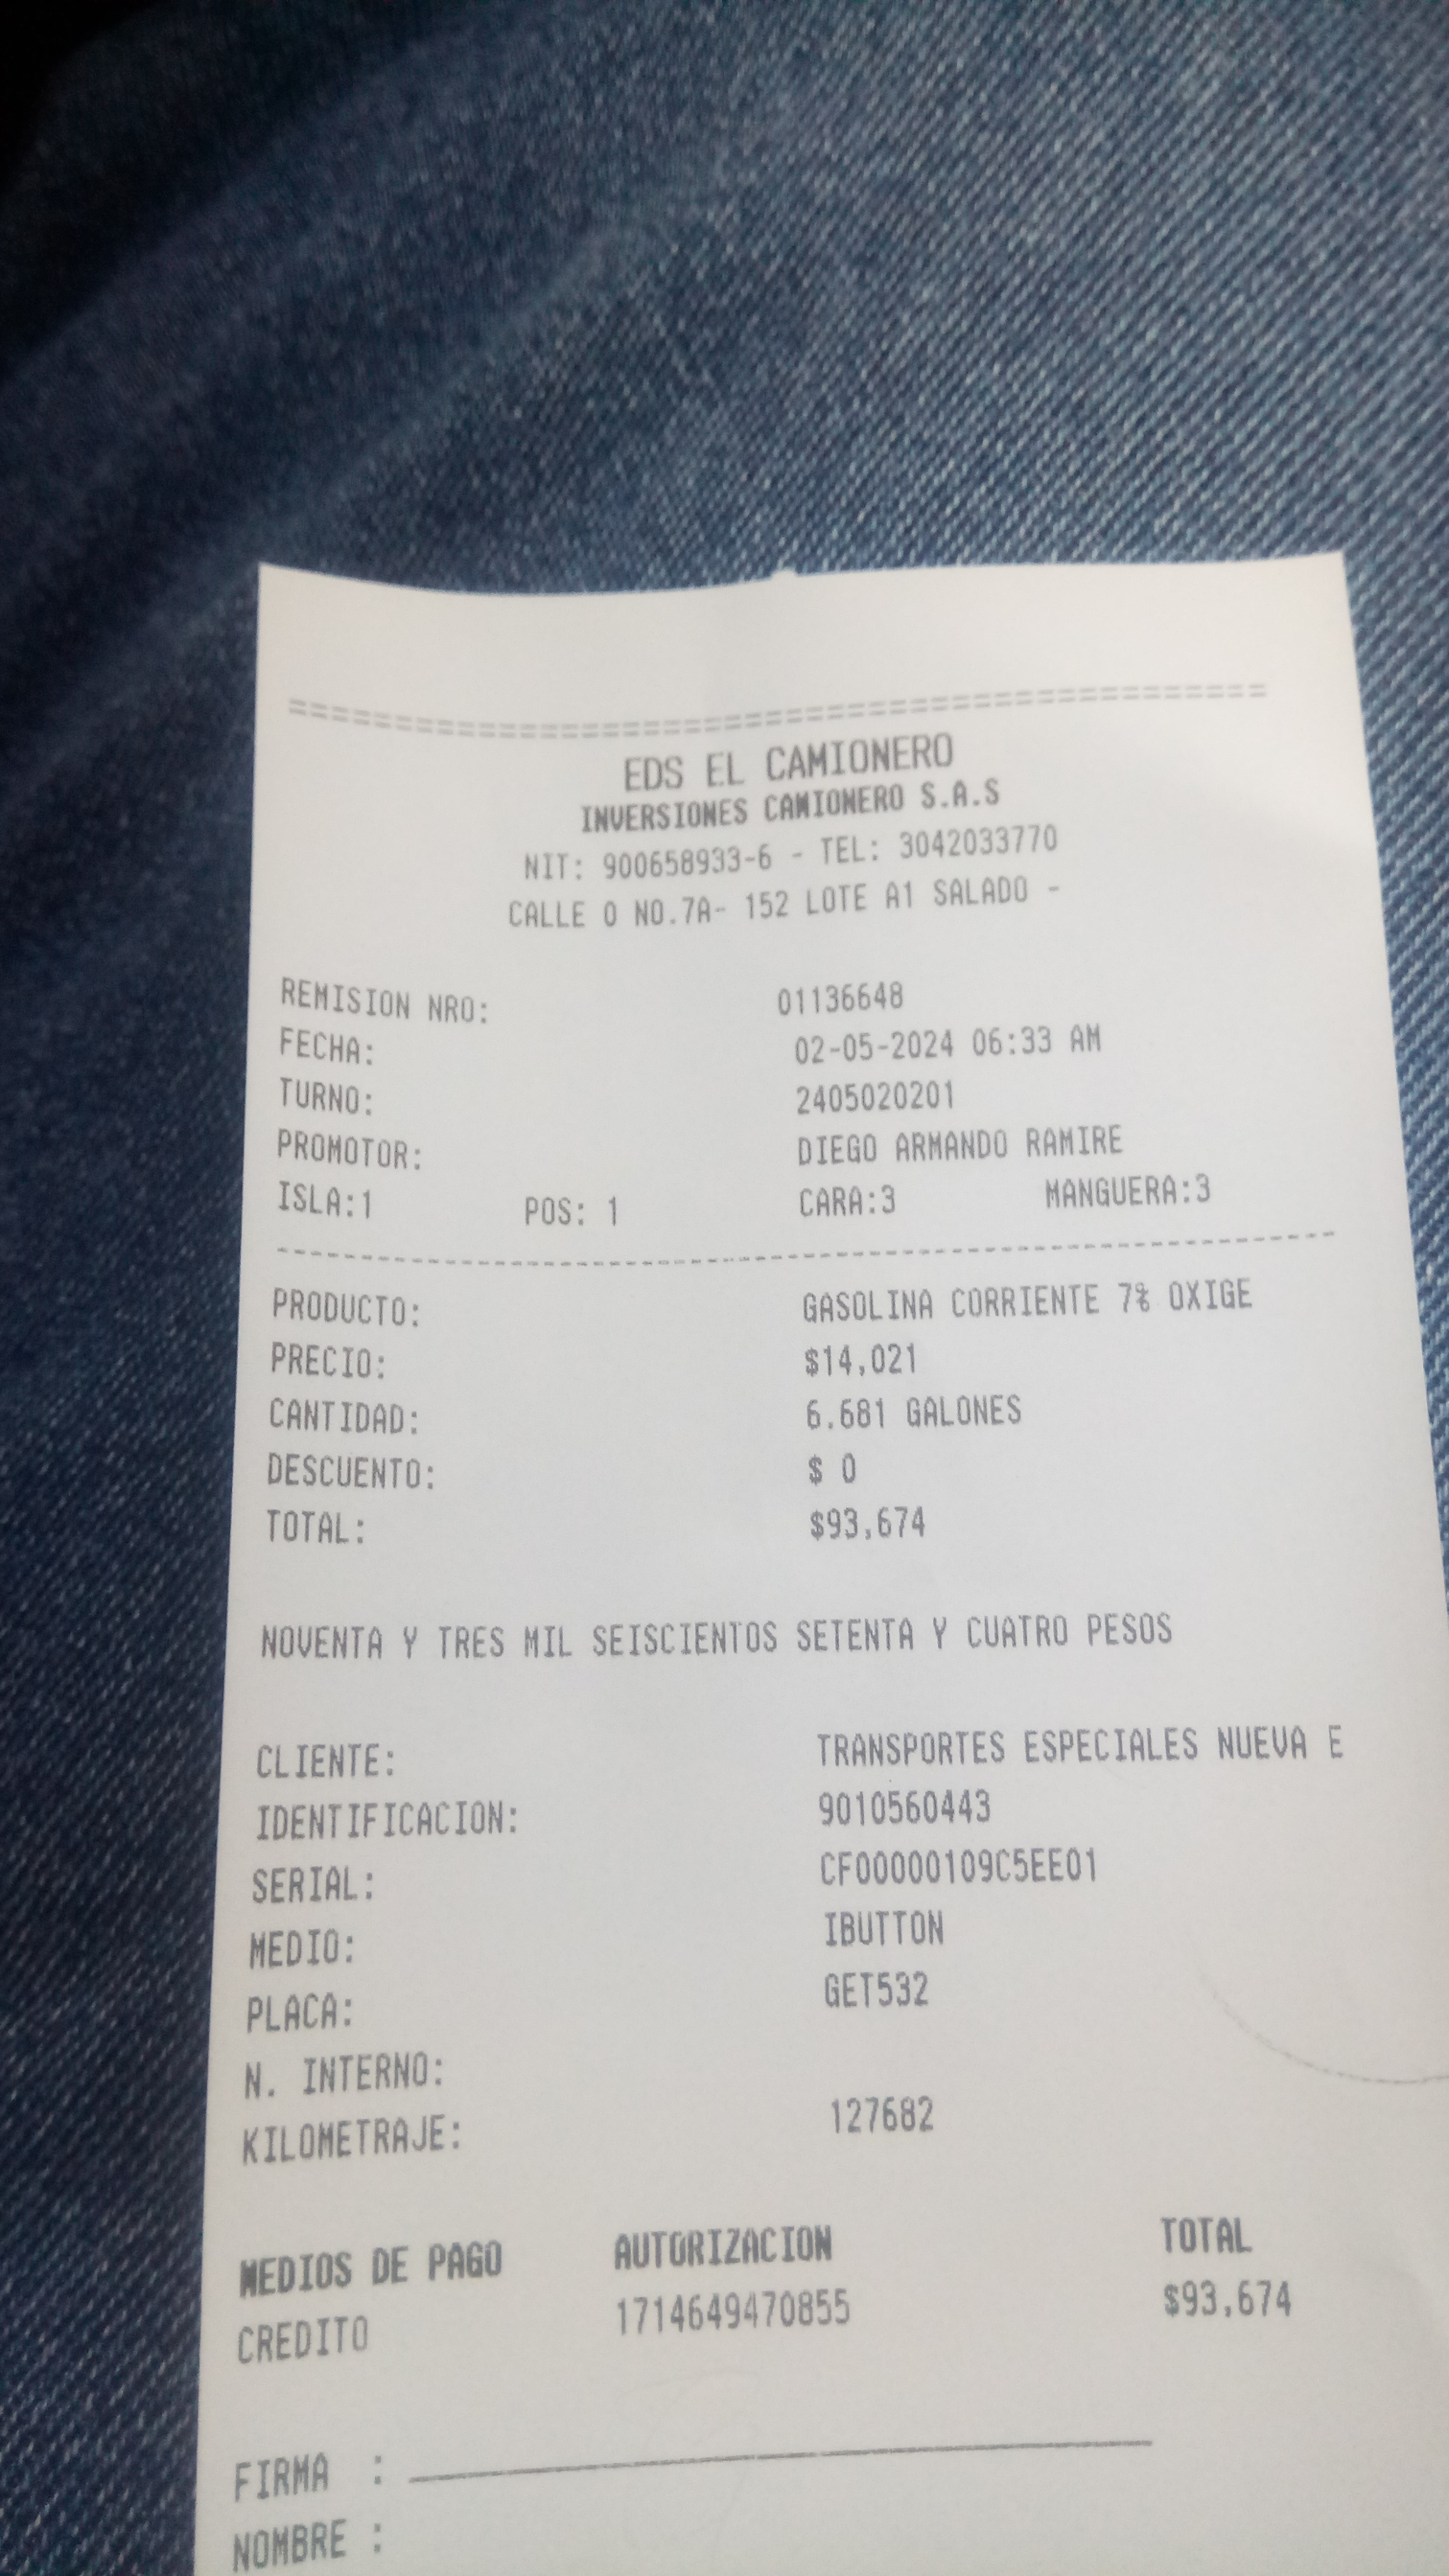 ================================================
EDS EL CAMIONERO
INVERSIONES CAMIONERO S.A.S
NIT: 900658933-6 - TEL: 3042033770
CALLE 0 NO.7A- 152 LOTE A1 SALADO -
REMISION NRO: 01136648
FECHA: 02-05-2024 06:33 AM
TURNO: 2405020201
PROMOTOR: DIEGO ARMANDO RAMIRE
ISLA:1 POS: 1 CARA:3 MANGUERA:3
------------------------------------------------
PRODUCTO: GASOLINA CORRIENTE 7% OXIGE
PRECIO: $14,021
CANTIDAD: 6.681 GALONES
DESCUENTO: $ 0
TOTAL: $93,674
NOVENTA Y TRES MIL SEISCIENTOS SETENTA Y CUATRO PESOS
CLIENTE: TRANSPORTES ESPECIALES NUEVA E
IDENTIFICACION: 9010560443
SERIAL: CF00000109C5EE01
MEDIO: IBUTTON
PLACA: GET532
N. INTERNO:
KILOMETRAJE: 127682
MEDIOS DE PAGO AUTORIZACION TOTAL
CREDITO 1714649470855 $93,674
FIRMA : ____________________
NOMBRE :